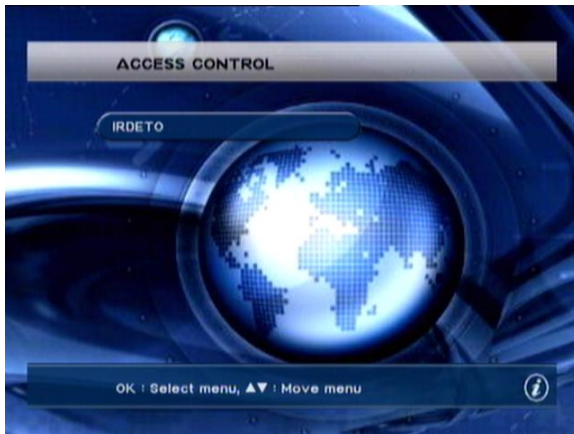 ACCESS CONTROL
IRDETO
OK : Select menu, ▲▼ : Move menu
i